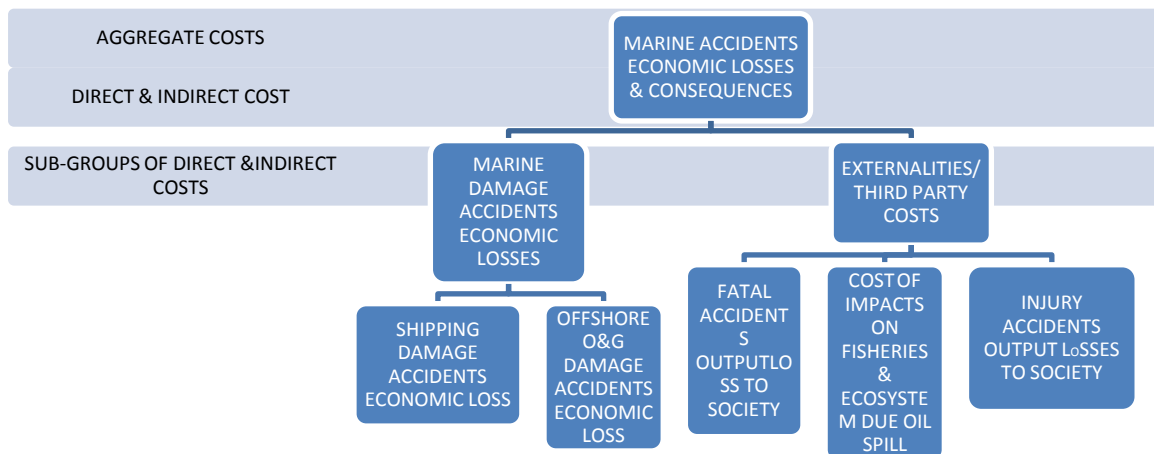 AGGREGATE COSTS
MARINE ACCIDENTS
ECONOMIC LOSSES
& CONSEQUENCES
DIRECT & INDIRECT COST
SUB-GROUPS OF DIRECT &INDIRECT
COSTS
MARINE
DAMAGE
ACCIDENTS
ECONOMIC
LOSSES
EXTERNALITIES/
THIRD PARTY
COSTS
SHIPPING
DAMAGE
ACCIDENTS
ECONOMIC LOSS
OFFSHORE
O&G
DAMAGE
ACCIDENTS
ECONOMIC
LOSS
FATAL
ACCIDENT
S
OUTPUTLO
SS TO
SOCIETY
COST OF
IMPACTS
ON
FISHERIES
&
ECOSYSTE
M DUE OIL
SPILL
INJURY
ACCIDENTS
OUTPUT LoSSES
TO SOCIETY